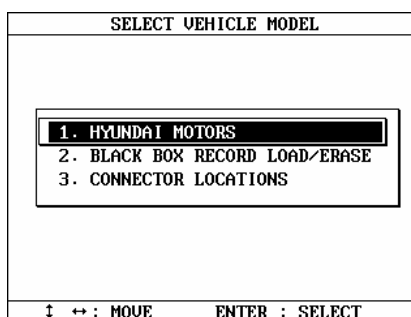 SELECT VEHICLE MODEL
1. HYUNDAI MOTORS
2. BLACK BOX RECORD LOAD/ERASE
3. CONNECTOR LOCATIONS
↕ ↔: MOVE ENTER : SELECT